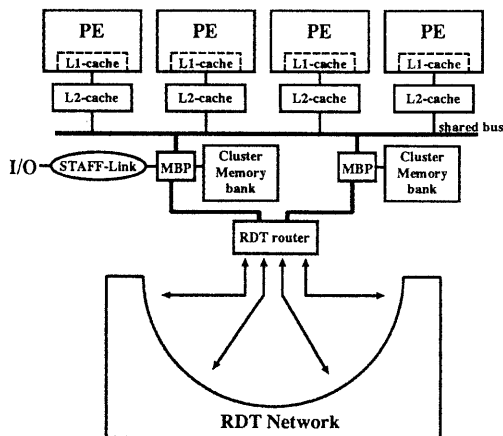 PE PE PE PE
L1-cache L1-cache L1-cache L1-cache
L2-cache L2-cache L2-cache L2-cache
shared bus
I/O STAFF-Link MBP Cluster Memory bank MBP Cluster Memory bank
RDT router
RDT Network